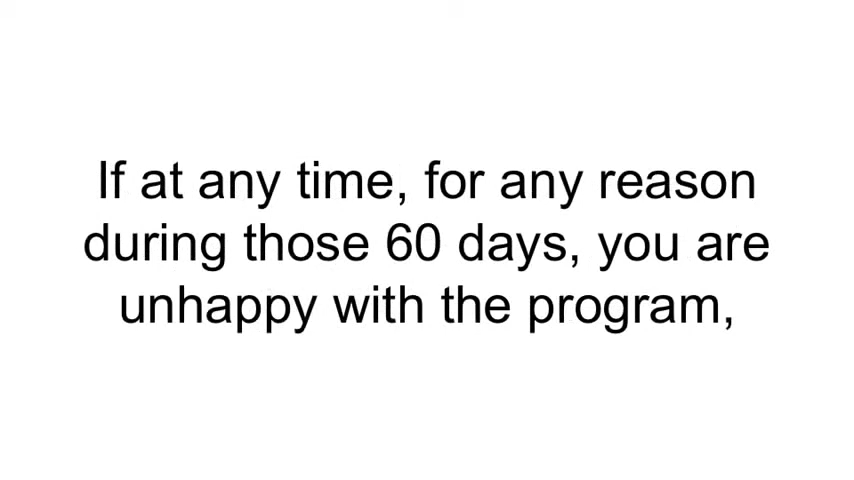 If at any time, for any reason
during those 60 days, you are
unhappy with the program,